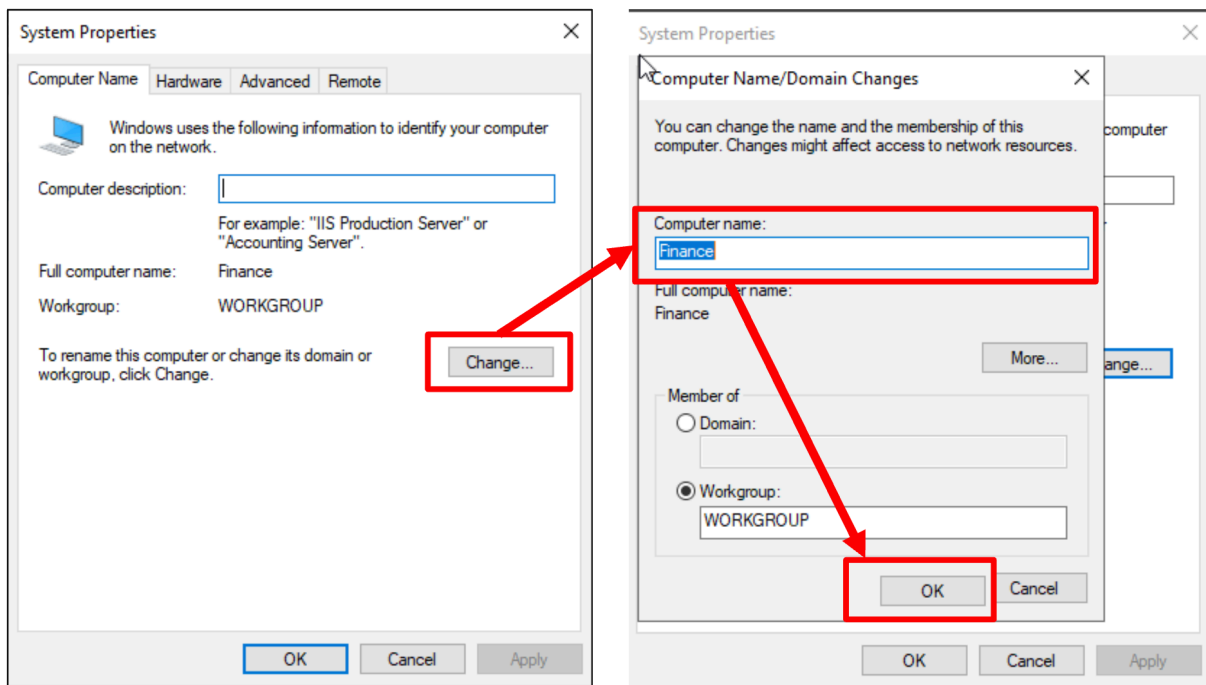 System Properties
Computer Name Hardware Advanced Remote
Windows uses the following information to identify your computer
on the network.
Computer description:
For example: "IIS Production Server" or
"Accounting Server".
Full computer name: Finance
Workgroup: WORKGROUP
To rename this computer or change its domain or
workgroup, click Change.
Change...
OK Cancel Apply
System Properties
Computer Name/Domain Changes
You can change the name and the membership of this
computer. Changes might affect access to network resources.
computer
Computer name:
Finance
Full computer name:
Finance
More...
ange...
Member of
Domain:
Workgroup:
WORKGROUP
OK Cancel
OK Cancel Apply